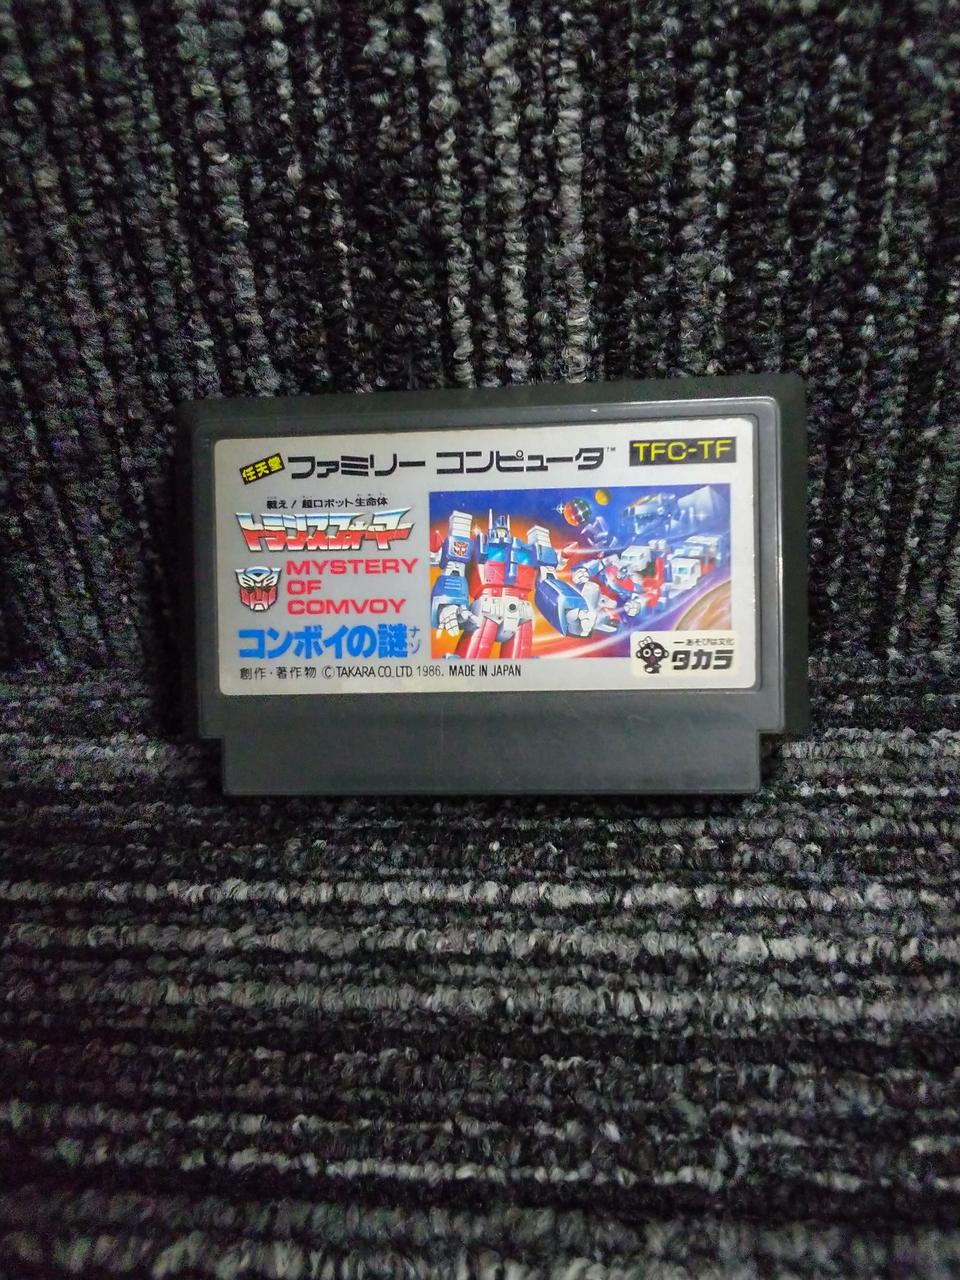 任天堂 ファミリー コンピュータ™ TFC-TF
戦え!超ロボット生命体
トランスフォーマー
MYSTERY
OF
COMVOY
コンボイの謎 ナゾ
創作・著作物 ©TAKARA CO.LTD. 1986. MADE IN JAPAN
あそびは文化
タカラ